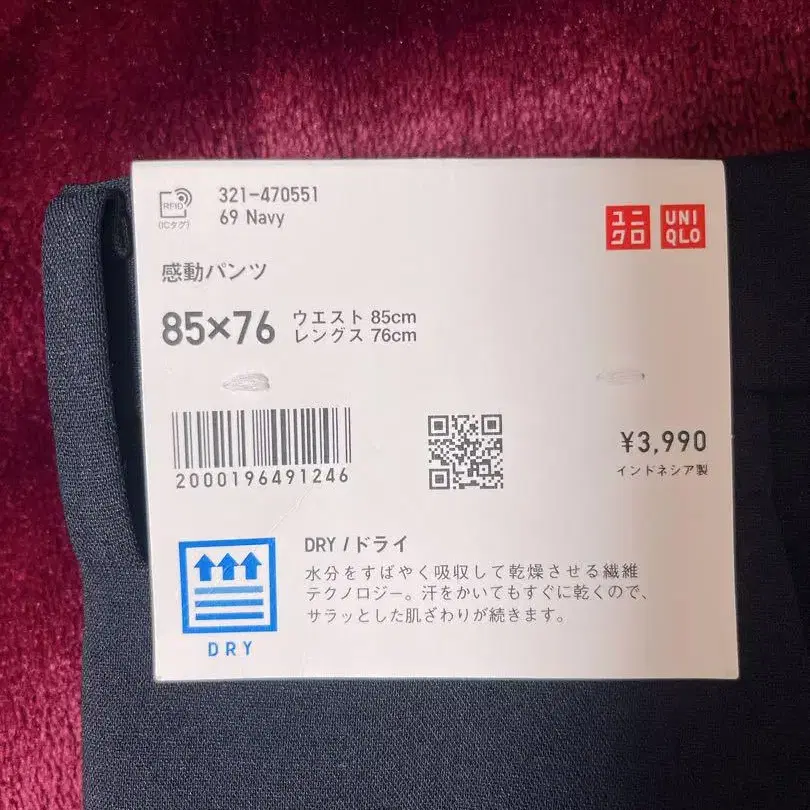 RFID
(ICタグ)
321-470551
69 Navy
ユニ
クロ
UNI
QLO
感動パンツ
85×76
ウエスト 85cm
レングス 76cm
2000196491246
¥3,990
インドネシア製
DRY
DRY / ドライ
水分をすばやく吸収して乾燥させる繊維
テクノロジー。汗をかいてもすぐに乾くので、
サラッとした肌ざわりが続きます。